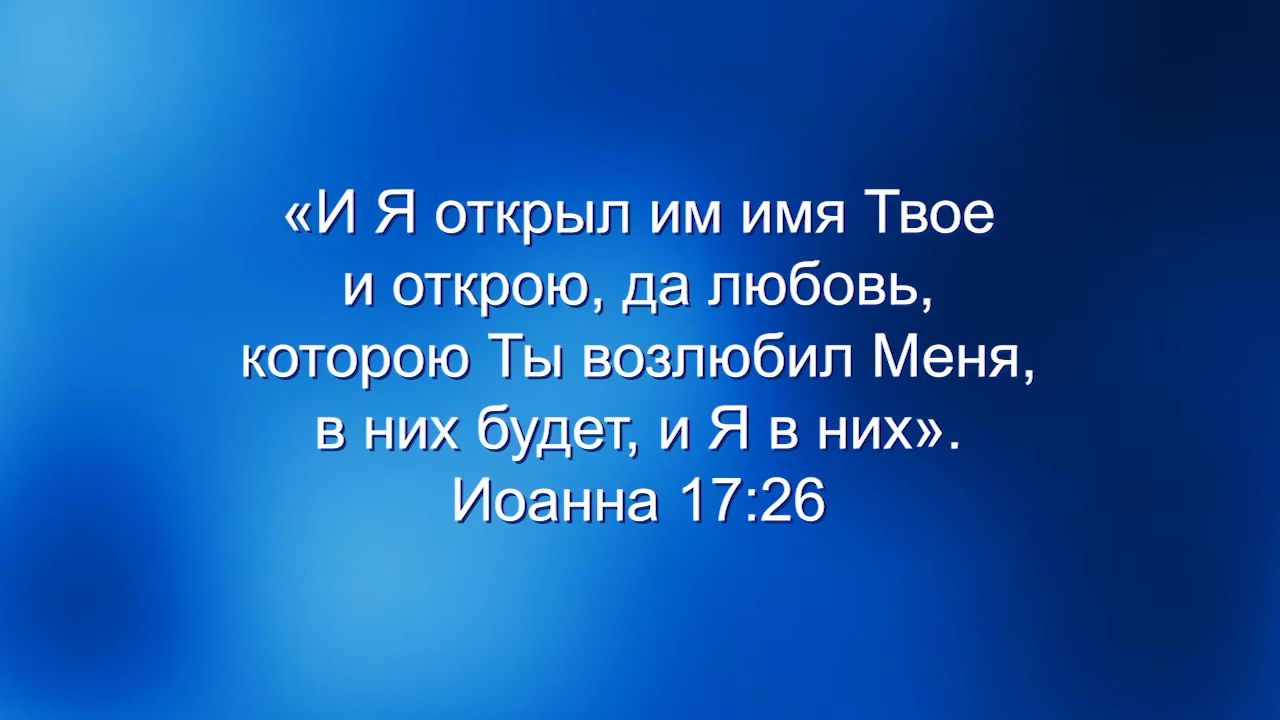 «И Я открыл им имя Твое
и открою, да любовь,
которою Ты возлюбил Меня,
в них будет, и Я в них».
Иоанна 17:26